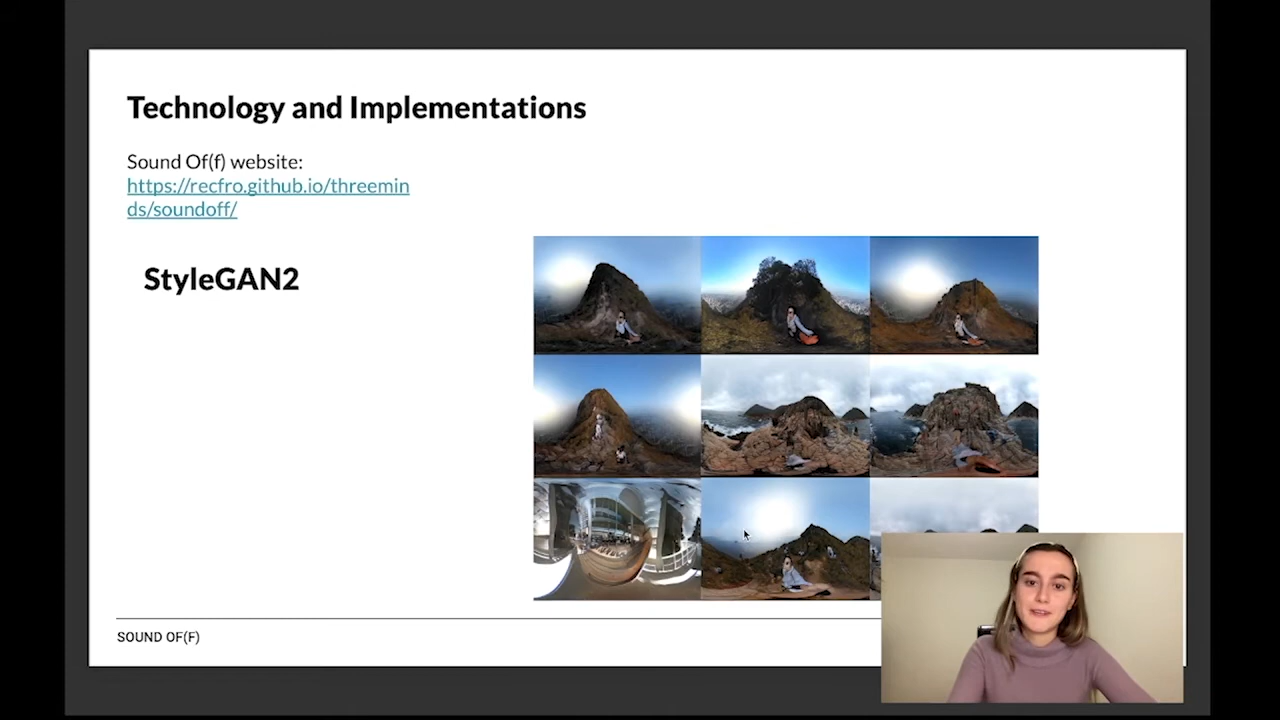 Technology and Implementations
Sound Of(f) website:
https://recfro.github.io/threemin
ds/soundoff/
StyleGAN2
SOUND OF(F)